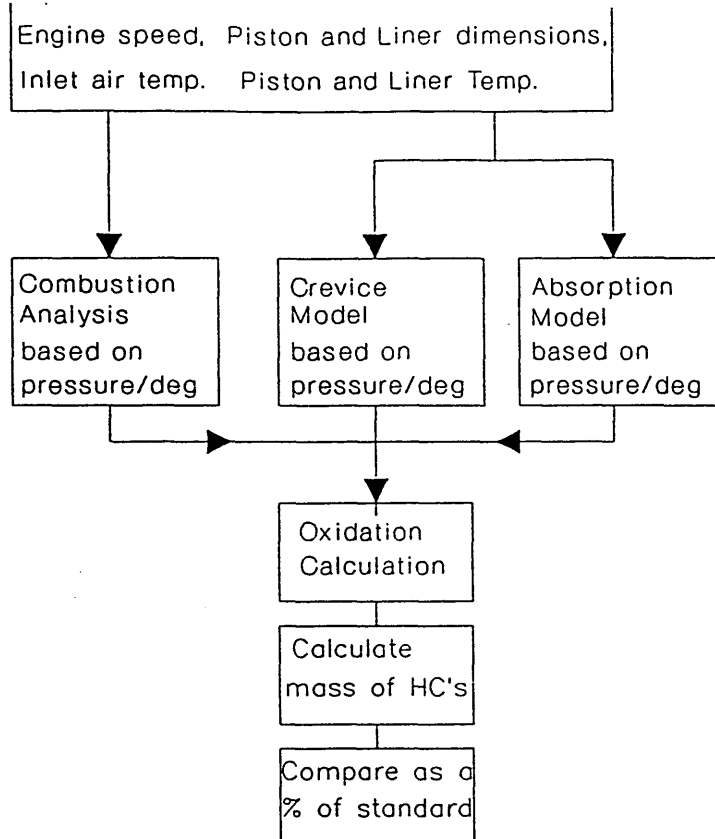 Engine speed, Piston and Liner dimensions,
Inlet air temp. Piston and Liner Temp.
Combustion
Analysis
based on
pressure/deg
Crevice
Model
based on
pressure/deg
Absorption
Model
based on
pressure/deg
Oxidation
Calculation
Calculate
mass of HC's
Compare as a
% of standard